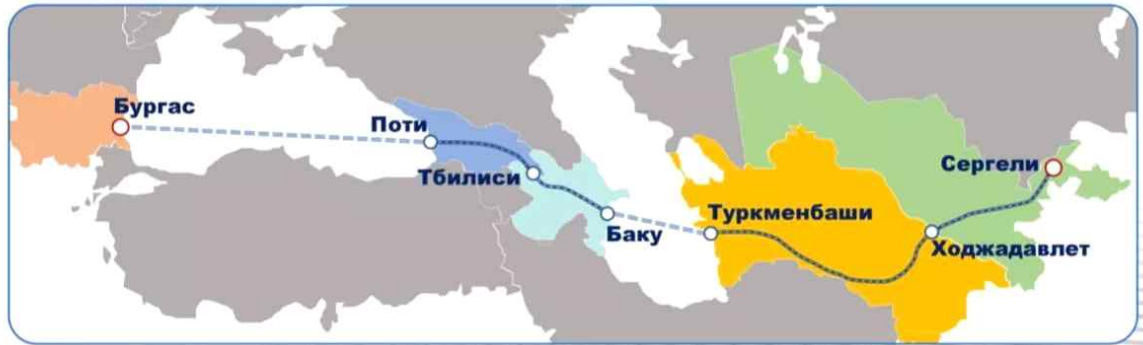 Бургас
Поти
Тбилиси
Баку
Туркменбаши
Сергели
Ходжадавлет